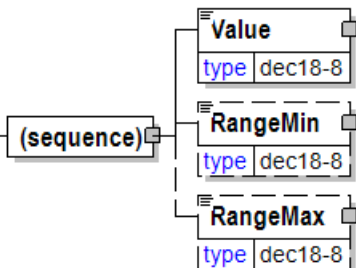 Value
type dec18-8
(sequence)
RangeMin
type dec18-8
RangeMax
type dec18-8